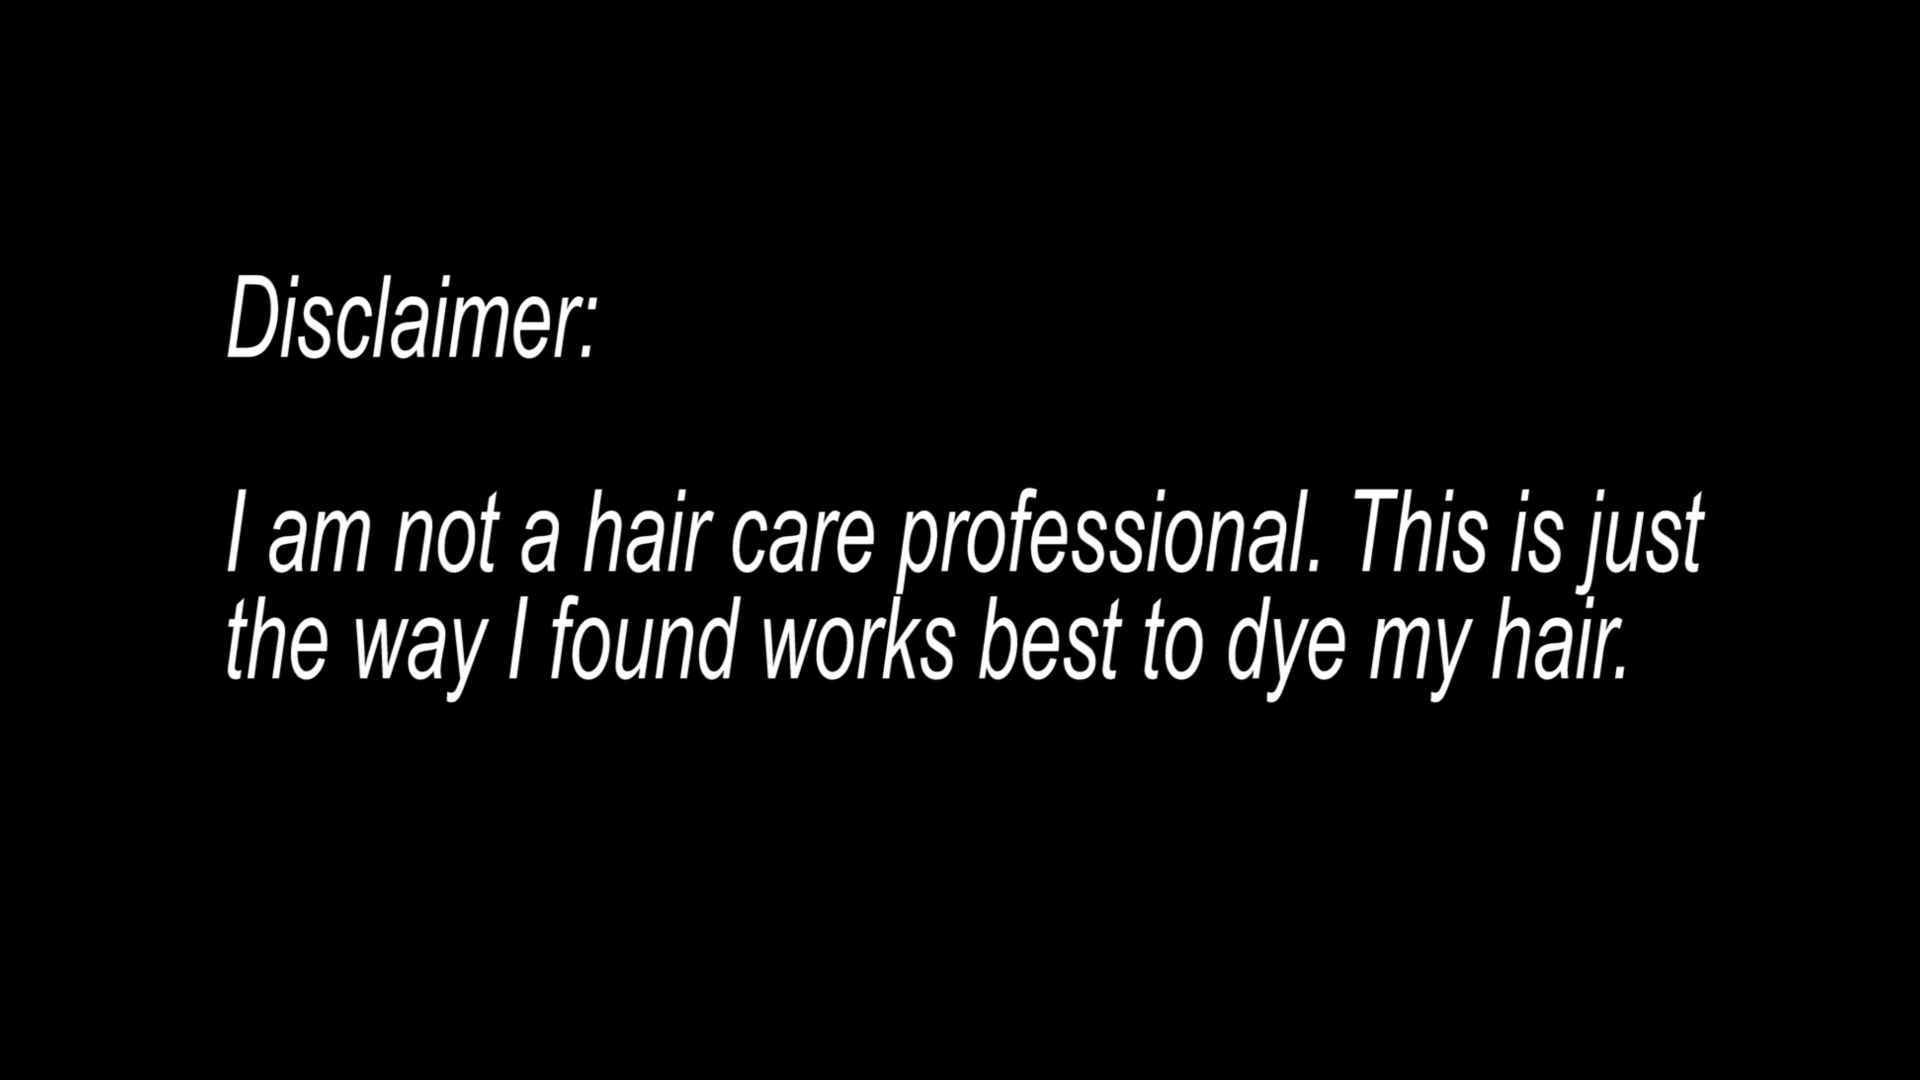 Disclaimer:
I am not a hair care professional. This is just
the way I found works best to dye my hair.